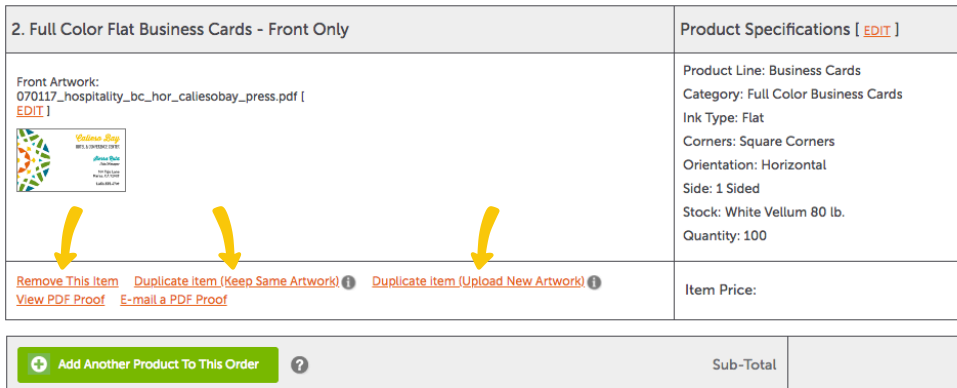 2. Full Color Flat Business Cards - Front Only
Product Specifications [ EDIT ]
Front Artwork:
070117_hospitality_bc_hor_caliesobay_press.pdf [
EDIT ]
Calieso Bay
Product Line: Business Cards
Category: Full Color Business Cards
Ink Type: Flat
Corners: Square Corners
Orientation: Horizontal
Side: 1 Sided
Stock: White Vellum 80 lb.
Quantity: 100
Remove This Item Duplicate item (Keep Same Artwork) i Duplicate item (Upload New Artwork) i
View PDF Proof E-mail a PDF Proof
Item Price:
Add Another Product To This Order ?
Sub-Total